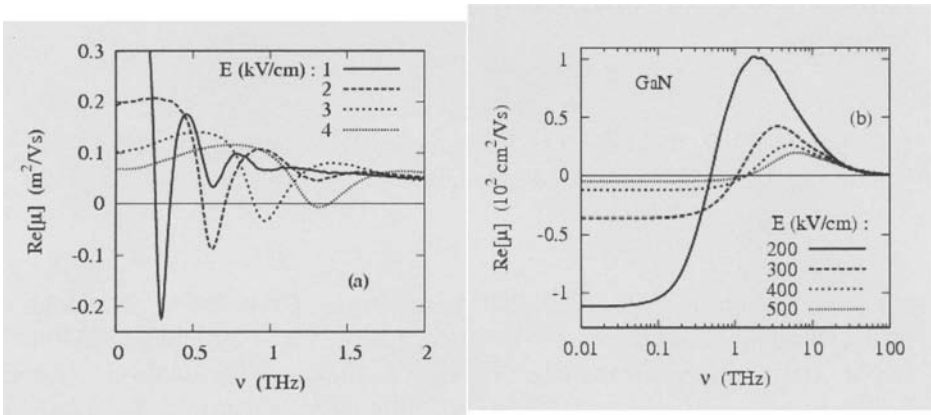 0.3
0.2
0.1
0
-0.1
-0.2
Re[μ] (m²/Vs)
E (kV/cm) : 1
2
3
4
(a)
0 0.5 1 1.5 2
ν (THz)
1
0.5
0
-0.5
-1
Re[μ] (10² cm²/Vs)
GaN
(b)
E (kV/cm) :
200
300
400
500
0.01 0.1 1 10 100
ν (THz)